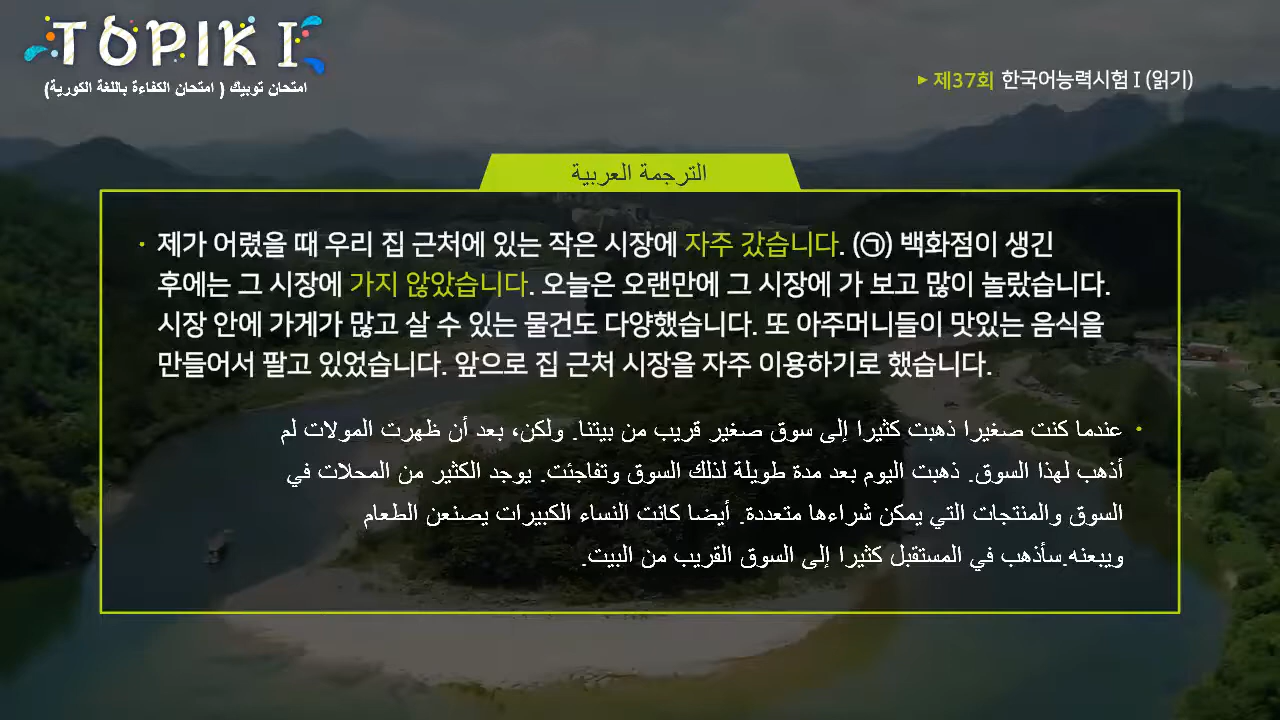 TOPIK I
امتحان توبيك ( امتحان الكفاءة باللغة الكورية)
▸ 제37회 한국어능력시험 I (읽기)
الترجمة العربية
· 제가 어렸을 때 우리 집 근처에 있는 작은 시장에 자주 갔습니다. (㉠) 백화점이 생긴
후에는 그 시장에 가지 않았습니다. 오늘은 오랜만에 그 시장에 가 보고 많이 놀랐습니다.
시장 안에 가게가 많고 살 수 있는 물건도 다양했습니다. 또 아주머니들이 맛있는 음식을
만들어서 팔고 있었습니다. 앞으로 집 근처 시장을 자주 이용하기로 했습니다.
• عندما كنت صغيرا ذهبت كثيرا إلى سوق صغير قريب من بيتنا. ولكن، بعد أن ظهرت المولات لم
أذهب لهذا السوق. ذهبت اليوم بعد مدة طويلة لذلك السوق وتفاجئت. يوجد الكثير من المحلات في
السوق والمنتجات التي يمكن شراءها متعددة. أيضا كانت النساء الكبيرات يصنعن الطعام
ويبعنه.سأذهب في المستقبل كثيرا إلى السوق القريب من البيت.